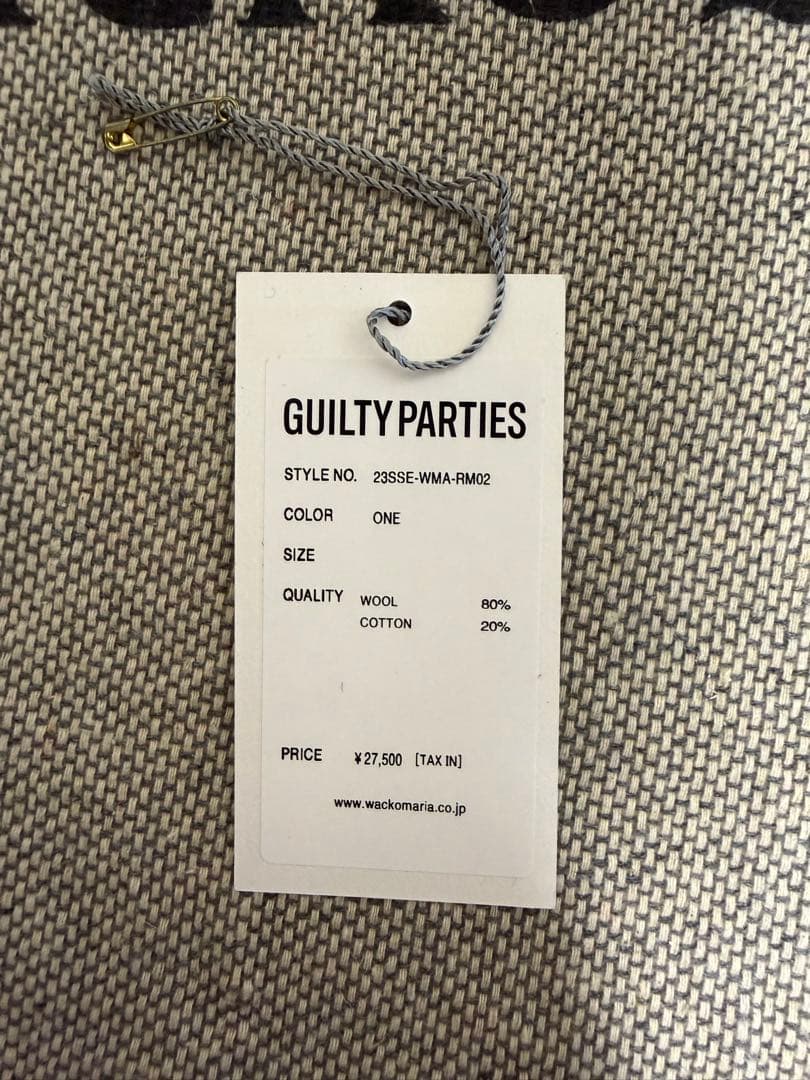 GUILTY PARTIES
STYLE NO. 23SSE-WMA-RM02
COLOR ONE
SIZE
QUALITY WOOL 80%
COTTON 20%
PRICE ¥27,500 [TAX IN]
www.wackomaria.co.jp